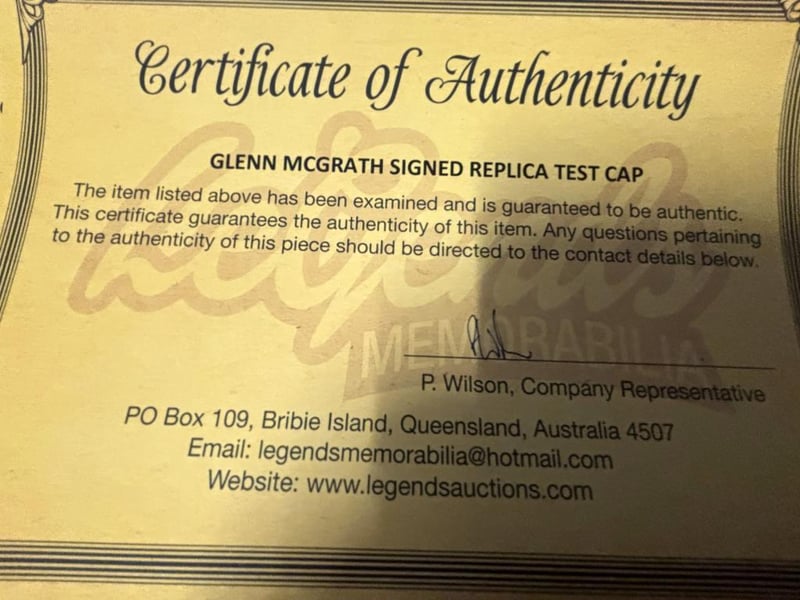 Certificate of Authenticity
GLENN MCGRATH SIGNED REPLICA TEST CAP
The item listed above has been examined and is guaranteed to be authentic.
This certificate guarantees the authenticity of this item. Any questions pertaining
to the authenticity of this piece should be directed to the contact details below.
Legends
MEMORABILIA
P. Wilson, Company Representative
PO Box 109, Bribie Island, Queensland, Australia 4507
Email: legendsmemorabilia@hotmail.com
Website: www.legendsauctions.com